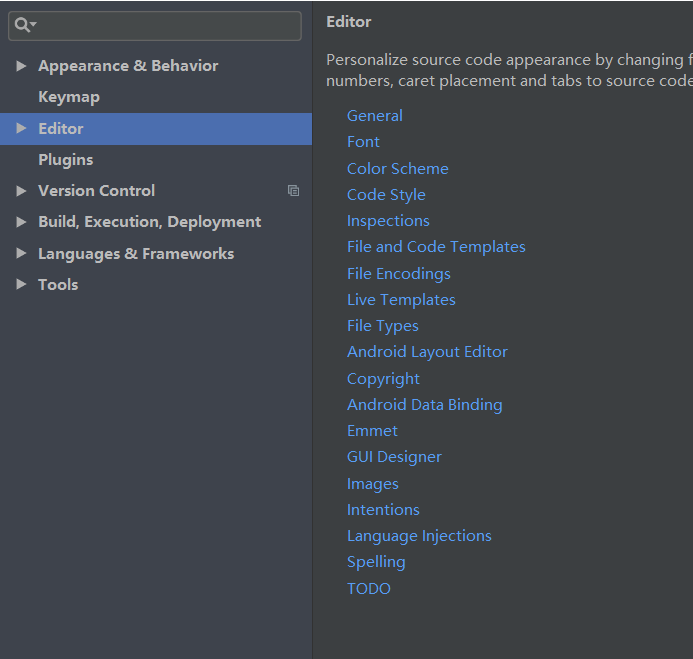 Appearance & Behavior
Keymap
Editor
Plugins
Version Control
Build, Execution, Deployment
Languages & Frameworks
Tools
Editor
Personalize source code appearance by changing f
numbers, caret placement and tabs to source code
General
Font
Color Scheme
Code Style
Inspections
File and Code Templates
File Encodings
Live Templates
File Types
Android Layout Editor
Copyright
Android Data Binding
Emmet
GUI Designer
Images
Intentions
Language Injections
Spelling
TODO